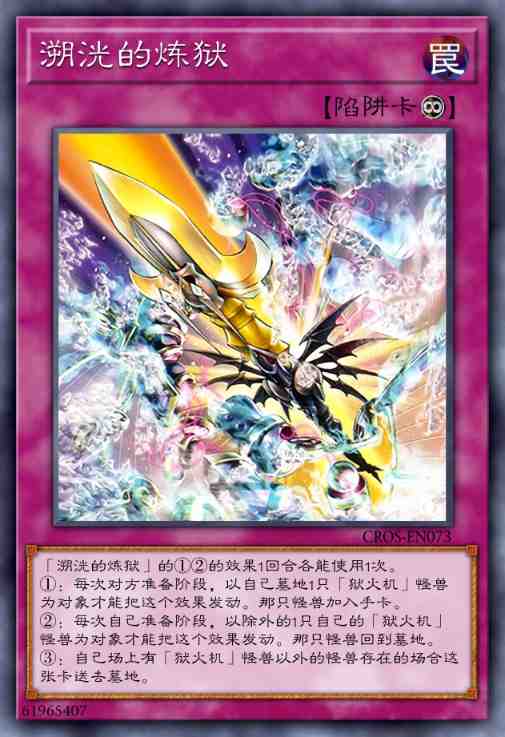 溯洸的炼狱
罠
【陷阱卡】
CROS-EN073
「溯洸的炼狱」的①②的效果1回合各能使用1次。
①：每次对方准备阶段，以自己墓地1只「狱火机」怪兽
为对象才能把这个效果发动。那只怪兽加入手卡。
②：每次自己准备阶段，以除外的1只自己的「狱火机」
怪兽为对象才能把这个效果发动。那只怪兽回到墓地。
③：自己场上有「狱火机」怪兽以外的怪兽存在的场合这
张卡送去墓地。
61965407